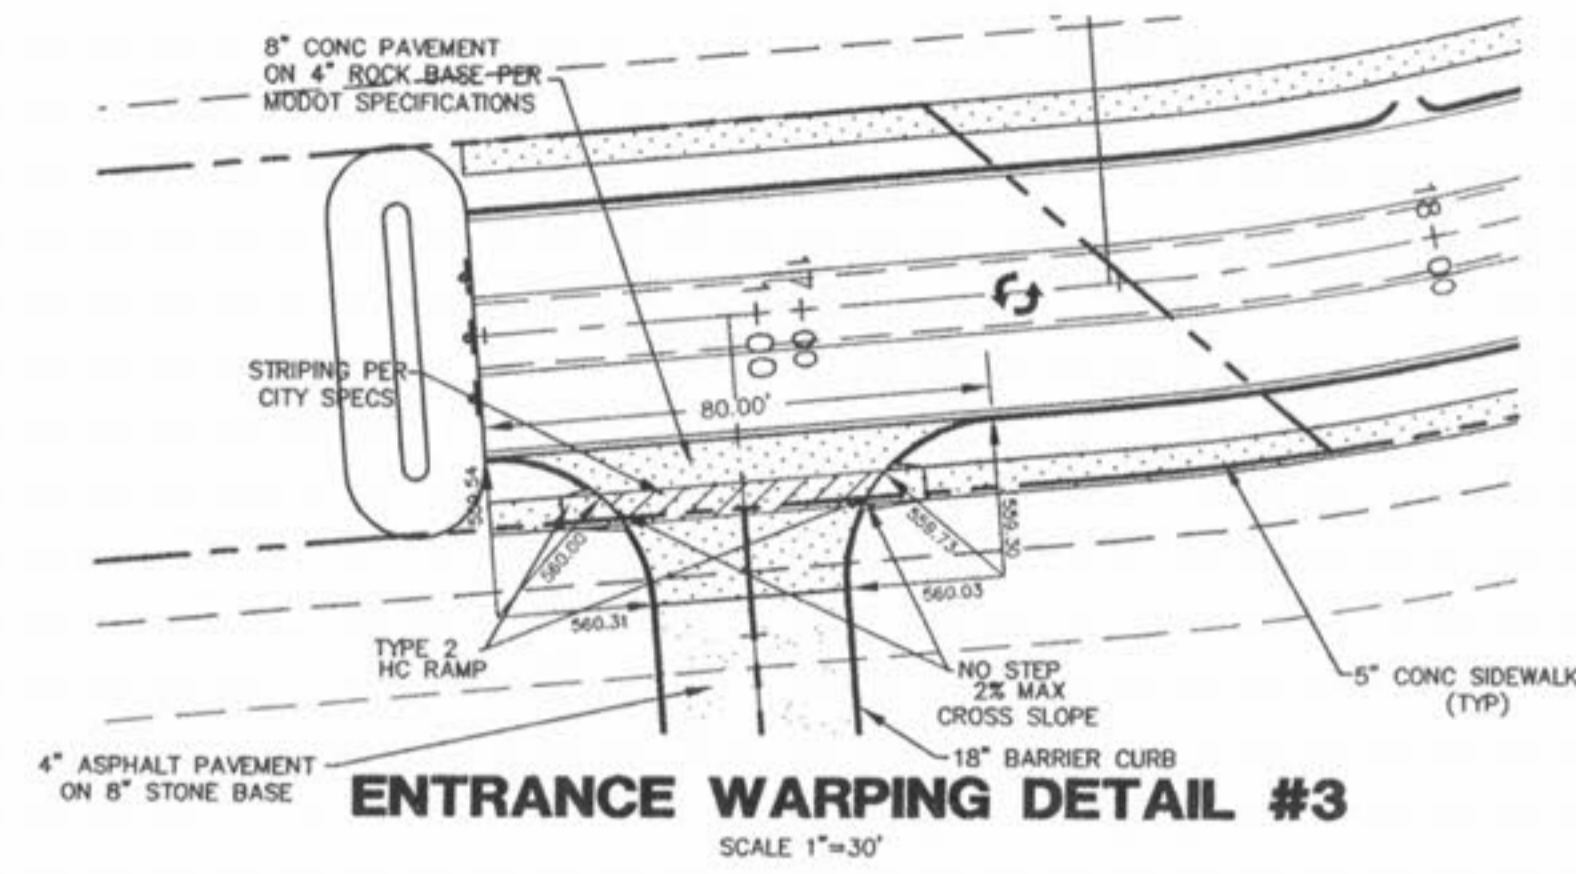 8" CONC PAVEMENT
ON 4" ROCK BASE PER
MODOT SPECIFICATIONS
18+00
17+00
00
STRIPING PER
CITY SPECS
80.00'
560.00
559.73
559.30
560.31
560.03
TYPE 2
HC RAMP
NO STEP
2% MAX
CROSS SLOPE
5" CONC SIDEWALK
(TYP)
18" BARRIER CURB
4" ASPHALT PAVEMENT
ON 8" STONE BASE
ENTRANCE WARPING DETAIL #3
SCALE 1"=30'